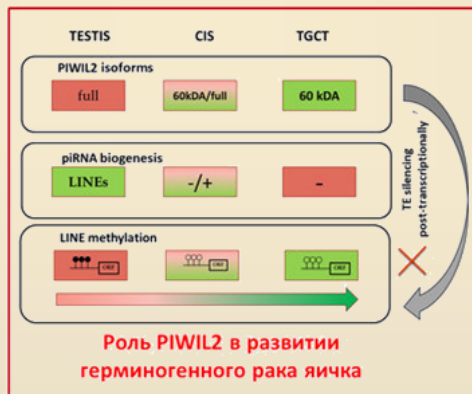 TESTIS CIS TGCT
PIWIL2 isoforms
full 60kDA/full 60 kDA
piRNA biogenesis
LINEs -/+ -
LINE methylation
ORF ORF ORF
TE silencing
post-transcriptionally
Роль PIWIL2 в развитии
герминогенного рака яичка